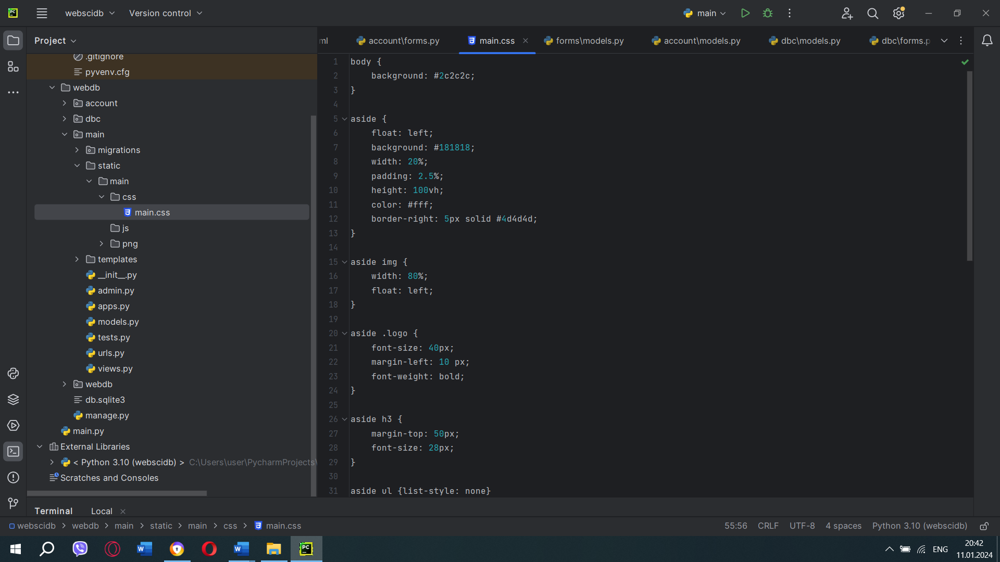 PC
webscidb
Version control
main
Project
ml
account\forms.py
main.css
forms\models.py
account\models.py
dbc\models.py
dbc\forms.p
.gitignore
pyvenv.cfg
webdb
account
dbc
main
migrations
static
main
css
main.css
js
png
templates
__init__.py
admin.py
apps.py
models.py
tests.py
urls.py
views.py
webdb
db.sqlite3
manage.py
main.py
External Libraries
< Python 3.10 (webscidb) > C:\Users\user\PycharmProjects\
Scratches and Consoles
1 body {
2 background: #2c2c2c;
3 }
4
5 aside {
6 float: left;
7 background: #181818;
8 width: 20%;
9 padding: 2.5%;
10 height: 100vh;
11 color: #fff;
12 border-right: 5px solid #4d4d4d;
13 }
14
15 aside img {
16 width: 80%;
17 float: left;
18 }
19
20 aside .logo {
21 font-size: 40px;
22 margin-left: 10 px;
23 font-weight: bold;
24 }
25
26 aside h3 {
27 margin-top: 50px;
28 font-size: 28px;
29 }
30
31 aside ul {list-style: none}
Terminal
Local
webscidb > webdb > main > static > main > css > main.css
55:56
CRLF
UTF-8
4 spaces
Python 3.10 (webscidb)
W
W
PC
ENG
20:42
11.01.2024